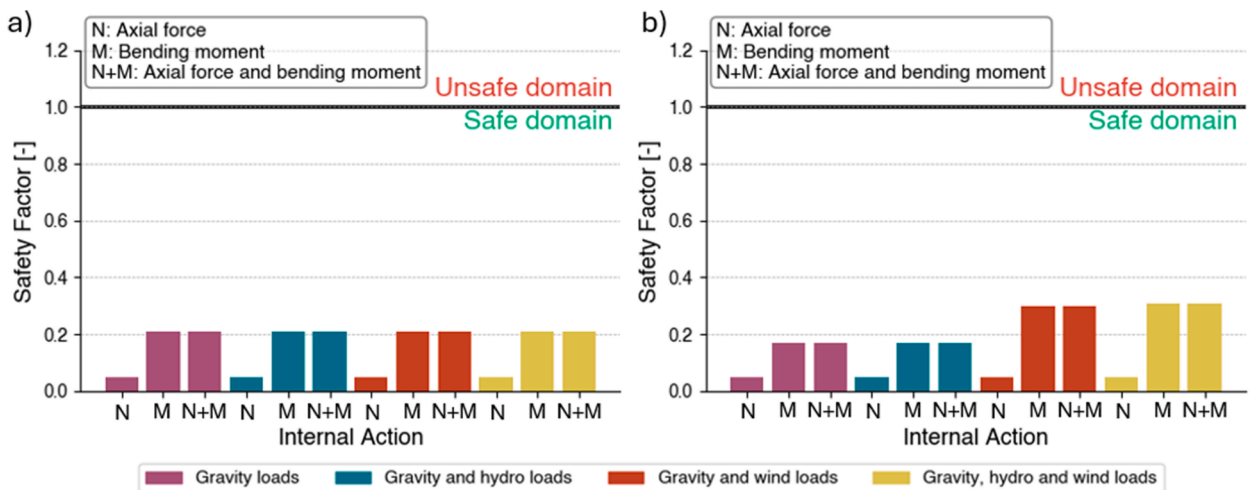 a)
N: Axial force
M: Bending moment
N+M: Axial force and bending moment
Unsafe domain
Safe domain
Safety Factor [-]
1.2
1.0
0.8
0.6
0.4
0.2
0.0
N M N+M N M N+M N M N+M N M N+M
Internal Action
b)
N: Axial force
M: Bending moment
N+M: Axial force and bending moment
Unsafe domain
Safe domain
Safety Factor [-]
1.2
1.0
0.8
0.6
0.4
0.2
0.0
N M N+M N M N+M N M N+M N M N+M
Internal Action
Gravity loads Gravity and hydro loads Gravity and wind loads Gravity, hydro and wind loads